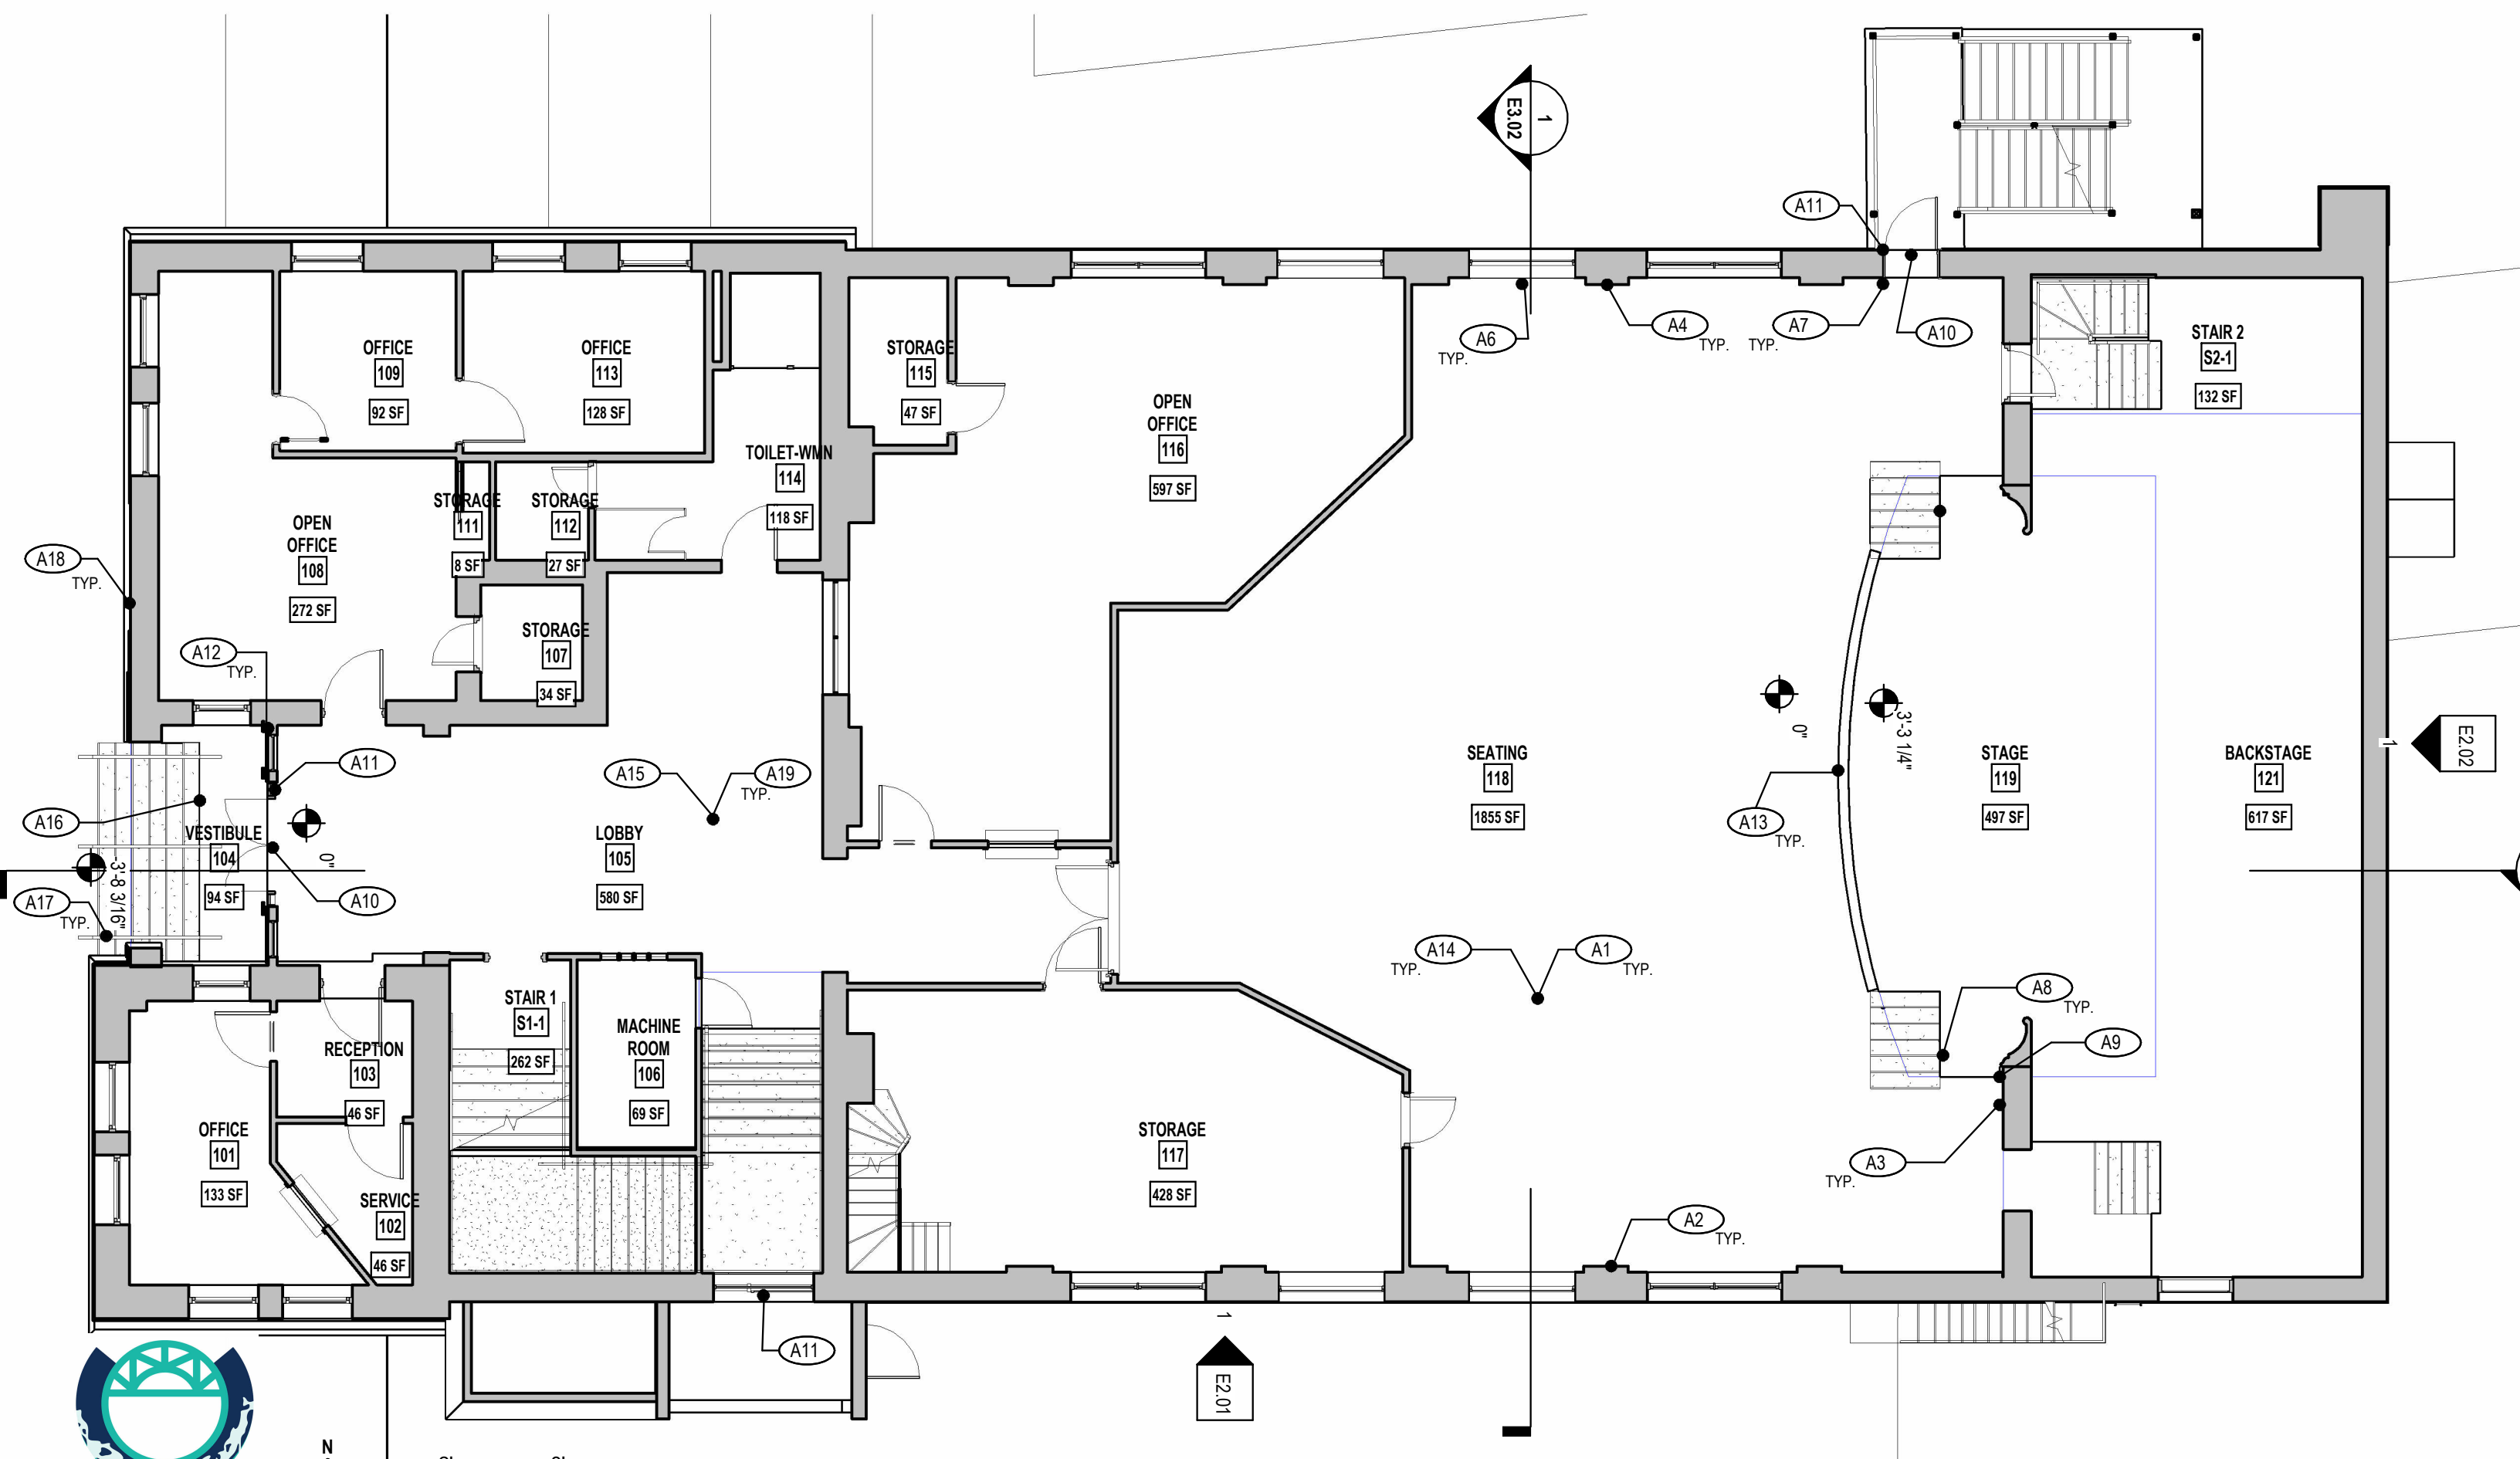 1
E3.02
A11
A6
TYP.
A4
TYP.
A7
TYP.
A10
OFFICE
109
92 SF
OFFICE
113
128 SF
STORAGE
115
47 SF
OPEN
OFFICE
116
597 SF
STAIR 2
S2-1
132 SF
TOILET-WMN
114
118 SF
STORAGE
111
8 SF
STORAGE
112
27 SF
OPEN
OFFICE
108
272 SF
A18
TYP.
A12
TYP.
STORAGE
107
34 SF
A11
A15
A19
TYP.
A16
VESTIBULE
104
94 SF
-3'-8 3/16"
0"
A17
TYP.
A10
LOBBY
105
580 SF
SEATING
118
1855 SF
0"
3'-3 1/4"
A13
TYP.
STAGE
119
497 SF
BACKSTAGE
121
617 SF
1
E2.02
A14
TYP.
A1
TYP.
A8
TYP.
A9
A3
TYP.
A2
TYP.
STAIR 1
S1-1
262 SF
MACHINE
ROOM
106
69 SF
RECEPTION
103
46 SF
OFFICE
101
133 SF
SERVICE
102
46 SF
STORAGE
117
428 SF
A11
1
E2.01
N